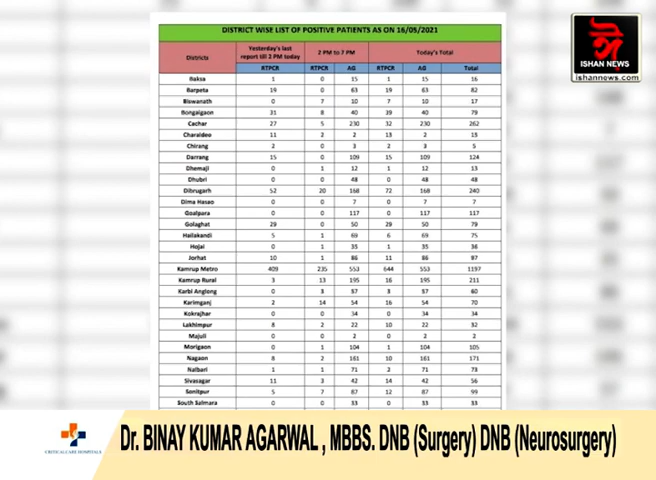 DISTRICT WISE LIST OF POSITIVE PATIENTS AS ON 16/05/2021
Districts Yesterday's last report till 2 PM today 2 PM to 7 PM Today's Total
RTPCR RTPCR AG RTPCR AG Total
Baksa 1 0 15 1 15 16
Barpeta 19 0 63 19 63 82
Biswanath 0 7 10 7 10 17
Bongaigaon 31 8 40 39 40 79
Cachar 27 5 230 32 230 262
Charaideo 11 2 2 13 2 15
Chirang 2 0 3 2 3 5
Darrang 15 0 109 15 109 124
Dhemaji 0 1 12 1 12 13
Dhubri 0 0 48 0 48 48
Dibrugarh 52 20 168 72 168 240
Dima Hasao 0 0 7 0 7 7
Goalpara 0 0 117 0 117 117
Golaghat 29 0 50 29 50 79
Hailakandi 5 1 69 6 69 75
Hojai 0 1 35 1 35 36
Jorhat 10 1 86 11 86 97
Kamrup Metro 409 235 553 644 553 1197
Kamrup Rural 3 13 195 16 195 211
Karbi Anglong 0 3 57 3 57 60
Karimganj 2 14 54 16 54 70
Kokrajhar 0 0 34 0 34 34
Lakhimpur 8 2 22 10 22 32
Majuli 0 0 2 0 2 2
Morigaon 0 1 104 1 104 105
Nagaon 8 2 161 10 161 171
Nalbari 1 1 71 2 71 73
Sivasagar 11 3 42 14 42 56
Sonitpur 5 7 87 12 87 99
South Salmara 0 0 33 0 33 33
ISHAN NEWS
ishannews.com
CRITICAL CARE HOSPITALS
Dr. BINAY KUMAR AGARWAL , MBBS. DNB (Surgery) DNB (Neurosurgery)